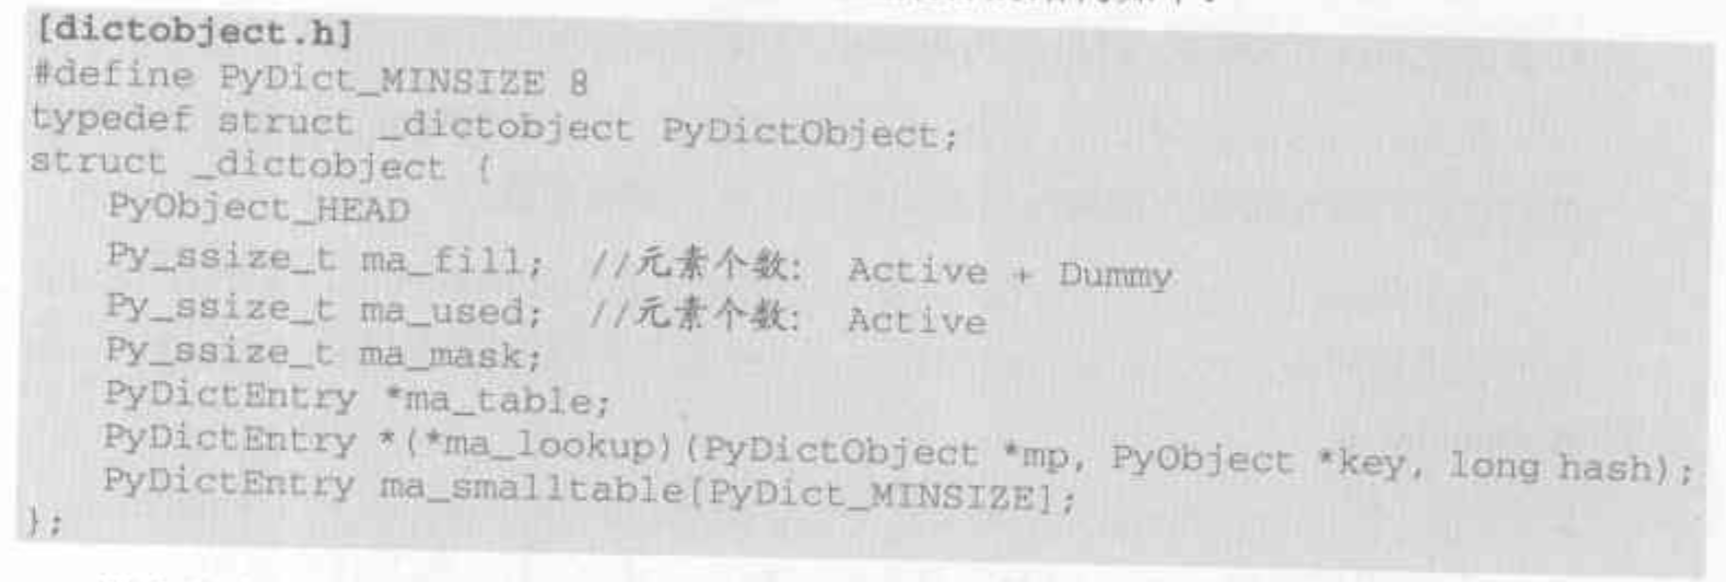 [dictobject.h]
#define PyDict_MINSIZE 8
typedef struct _dictobject PyDictObject;
struct _dictobject {
    PyObject_HEAD
    Py_ssize_t ma_fill;  //元素个数: Active + Dummy
    Py_ssize_t ma_used;  //元素个数: Active
    Py_ssize_t ma_mask;
    PyDictEntry *ma_table;
    PyDictEntry *(*ma_lookup)(PyDictObject *mp, PyObject *key, long hash);
    PyDictEntry ma_smalltable[PyDict_MINSIZE];
};